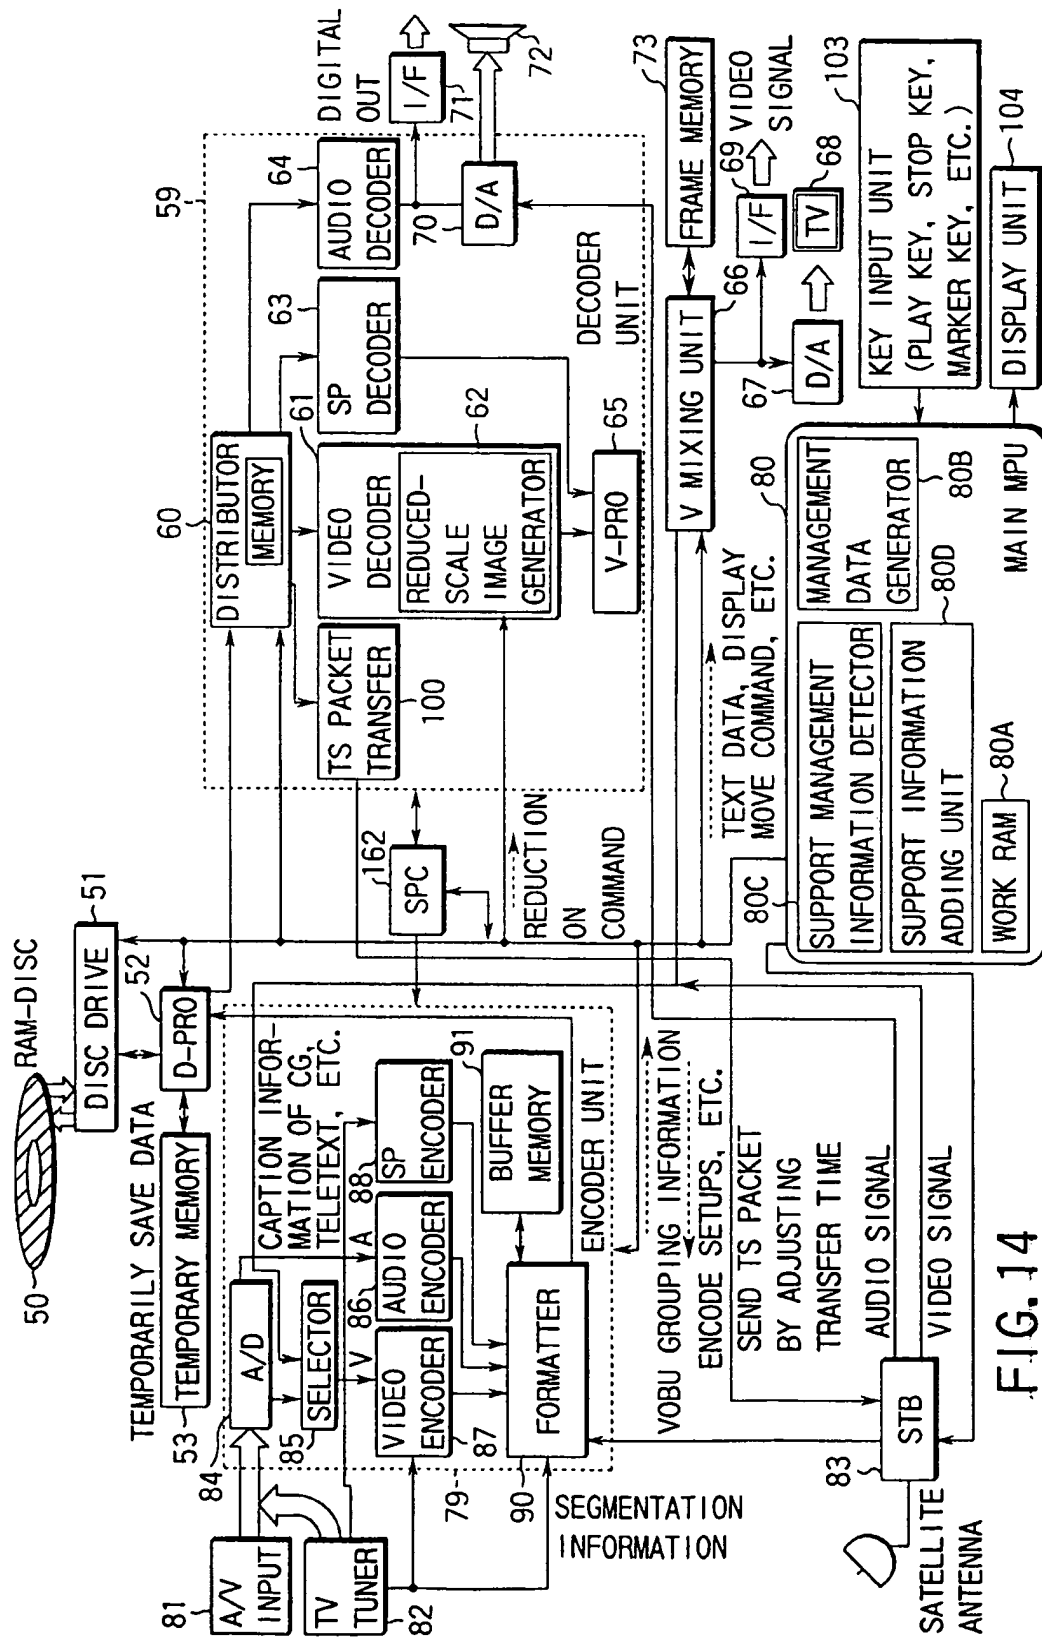 50
RAM-DISC
DISC DRIVE
51
TEMPORARILY SAVE DATA
53
TEMPORARY MEMORY
D-PRO
52
81
A/V
INPUT
TV
TUNER
82
84
A/D
85
SELECTOR
CAPTION INFOR-
MATION OF CG,
TELETEXT, ETC.
V
A
VIDEO
ENCODER
87
86
AUDIO
ENCODER
88
SP
ENCODER
79
90
FORMATTER
BUFFER
MEMORY
91
ENCODER UNIT
SEGMENTATION
INFORMATION
162
SPC
REDUCTION
ON
COMMAND
59
60
DISTRIBUTOR
MEMORY
TS PACKET
TRANSFER
100
61
VIDEO
DECODER
REDUCED-
SCALE
IMAGE
GENERATOR
62
63
SP
DECODER
64
AUDIO
DECODER
V-PRO
65
DECODER
UNIT
70
D/A
DIGITAL
OUT
I/F
71
72
VOBU GROUPING INFORMATION
ENCODE SETUPS, ETC.
SEND TS PACKET
BY ADJUSTING
TRANSFER TIME
AUDIO SIGNAL
VIDEO SIGNAL
83
STB
SATELLITE
ANTENNA
TEXT DATA, DISPLAY
MOVE COMMAND, ETC.
V MIXING UNIT
66
FRAME MEMORY
73
67
D/A
I/F
69
VIDEO
SIGNAL
TV
68
80
80C
SUPPORT MANAGEMENT
INFORMATION DETECTOR
MANAGEMENT
DATA
GENERATOR
80B
SUPPORT INFORMATION
ADDING UNIT
80D
WORK RAM
80A
MAIN MPU
KEY INPUT UNIT
(PLAY KEY, STOP KEY,
MARKER KEY, ETC.)
103
DISPLAY UNIT
104
FIG.14